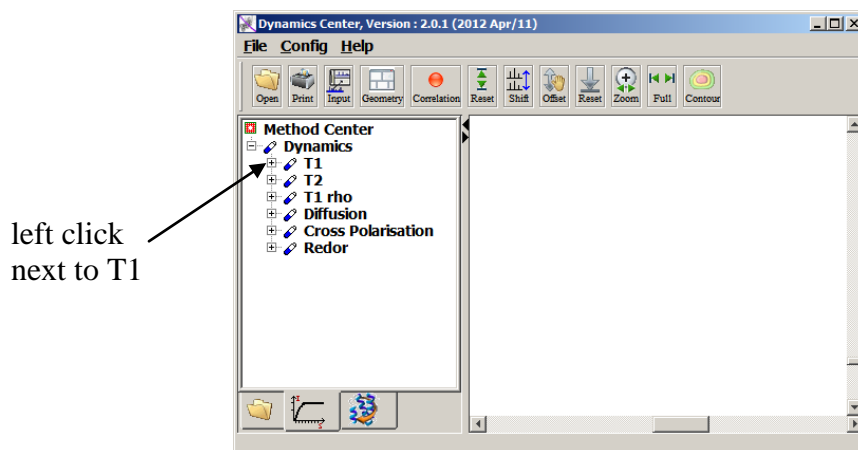 Dynamics Center, Version : 2.0.1 (2012 Apr/11)
File Config Help
Open Print Input Geometry Correlation Reset Shift Offset Reset Zoom Full Contour
Method Center
Dynamics
T1
T2
T1 rho
Diffusion
Cross Polarisation
Redor
left click
next to T1